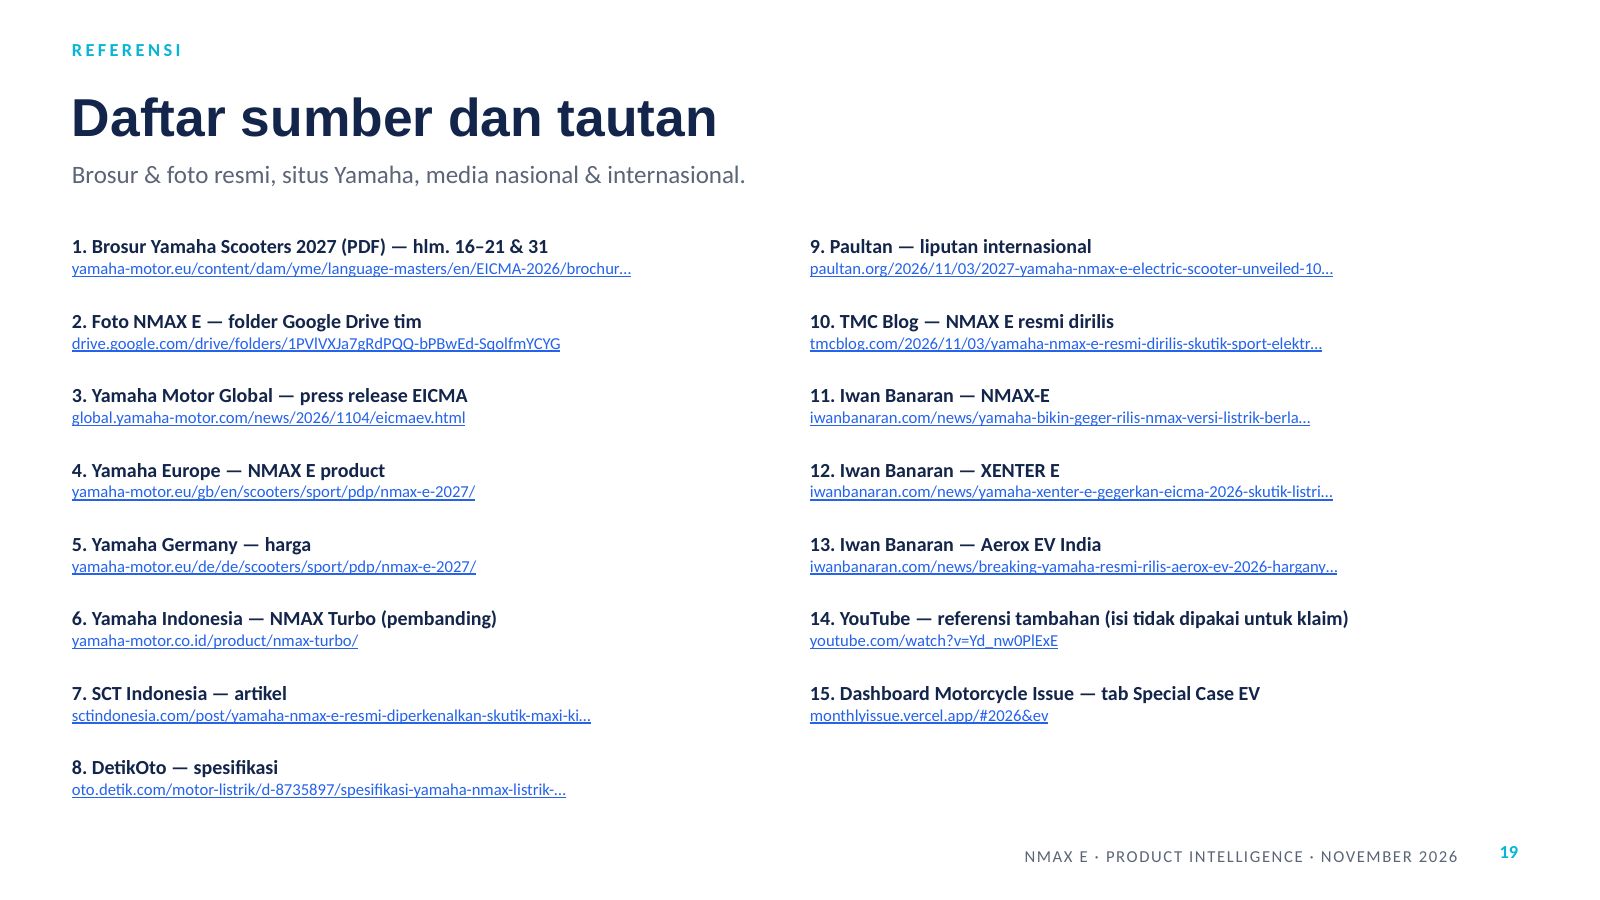 REFERENSI
Daftar sumber dan tautan
Brosur & foto resmi, situs Yamaha, media nasional & internasional.
1. Brosur Yamaha Scooters 2027 (PDF) — hlm. 16–21 & 31
yamaha-motor.eu/content/dam/yme/language-masters/en/EICMA-2026/brochur…
2. Foto NMAX E — folder Google Drive tim
drive.google.com/drive/folders/1PVlVXJa7gRdPQQ-bPBwEd-SqolfmYCYG
3. Yamaha Motor Global — press release EICMA
global.yamaha-motor.com/news/2026/1104/eicmaev.html
4. Yamaha Europe — NMAX E product
yamaha-motor.eu/gb/en/scooters/sport/pdp/nmax-e-2027/
5. Yamaha Germany — harga
yamaha-motor.eu/de/de/scooters/sport/pdp/nmax-e-2027/
6. Yamaha Indonesia — NMAX Turbo (pembanding)
yamaha-motor.co.id/product/nmax-turbo/
7. SCT Indonesia — artikel
sctindonesia.com/post/yamaha-nmax-e-resmi-diperkenalkan-skutik-maxi-ki…
8. DetikOto — spesifikasi
oto.detik.com/motor-listrik/d-8735897/spesifikasi-yamaha-nmax-listrik-…
9. Paultan — liputan internasional
paultan.org/2026/11/03/2027-yamaha-nmax-e-electric-scooter-unveiled-10…
10. TMC Blog — NMAX E resmi dirilis
tmcblog.com/2026/11/03/yamaha-nmax-e-resmi-dirilis-skutik-sport-elektr…
11. Iwan Banaran — NMAX-E
iwanbanaran.com/news/yamaha-bikin-geger-rilis-nmax-versi-listrik-berla…
12. Iwan Banaran — XENTER E
iwanbanaran.com/news/yamaha-xenter-e-gegerkan-eicma-2026-skutik-listri…
13. Iwan Banaran — Aerox EV India
iwanbanaran.com/news/breaking-yamaha-resmi-rilis-aerox-ev-2026-hargany…
14. YouTube — referensi tambahan (isi tidak dipakai untuk klaim)
youtube.com/watch?v=Yd_nw0PlExE
15. Dashboard Motorcycle Issue — tab Special Case EV
monthlyissue.vercel.app/#2026&ev
NMAX E · PRODUCT INTELLIGENCE · NOVEMBER 2026
19